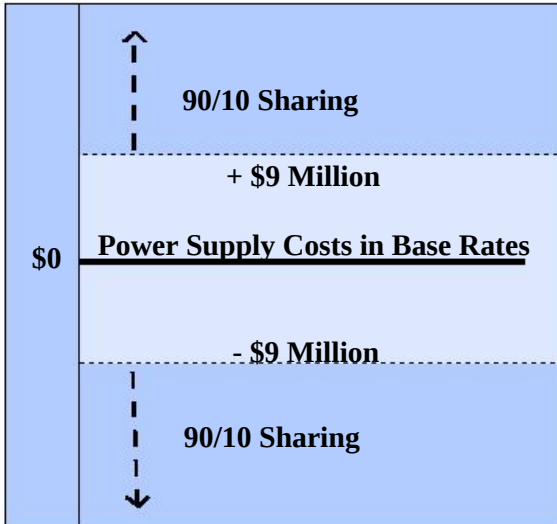 90/10 Sharing
+ $9 Million
$0 Power Supply Costs in Base Rates
- $9 Million
90/10 Sharing